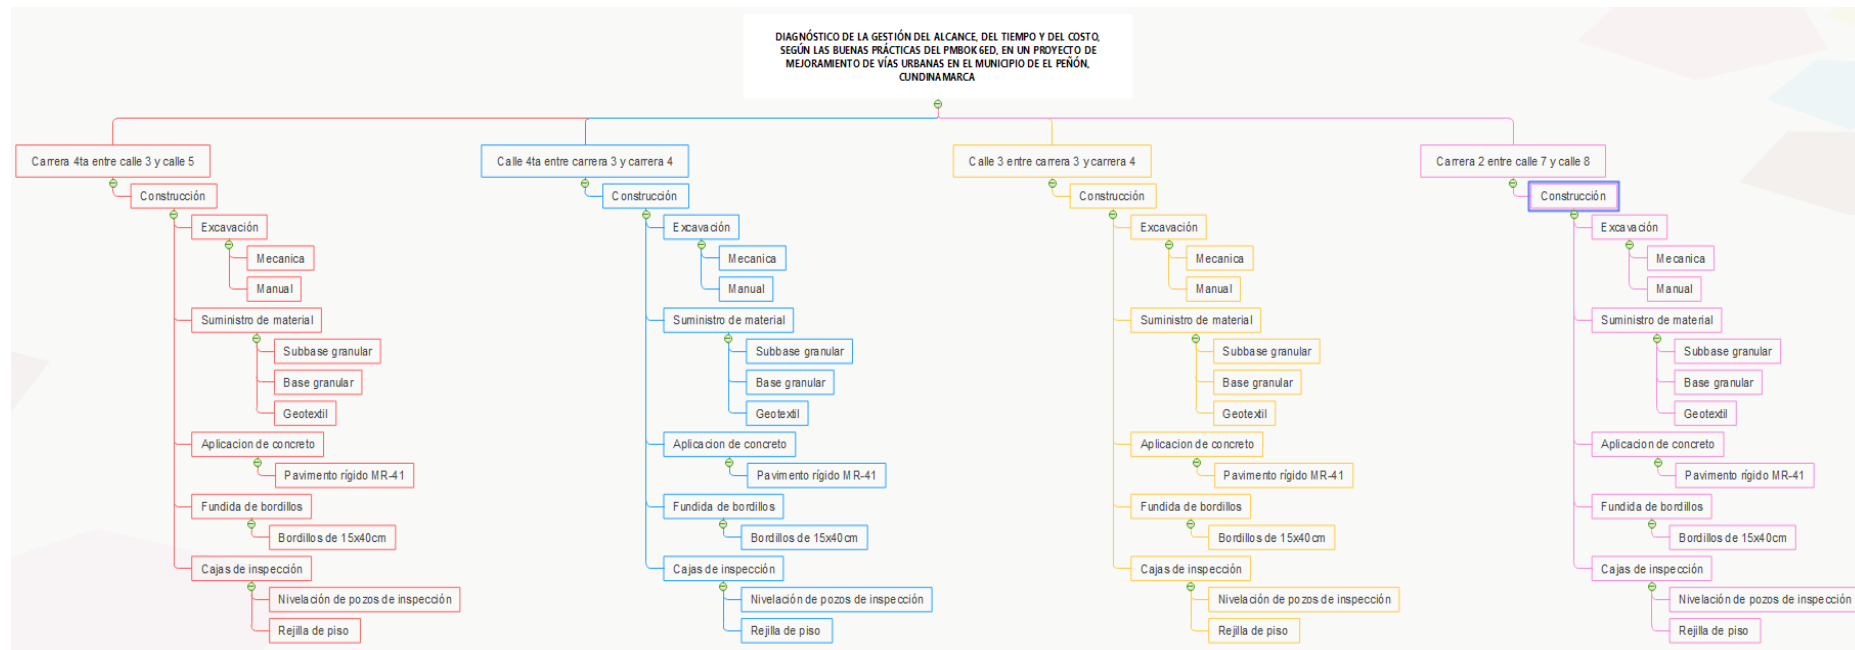 DIAGNÓSTICO DE LA GESTIÓN DEL ALCANCE, DEL TIEMPO Y DEL COSTO,
SEGÚN LAS BUENAS PRÁCTICAS DEL PMBOK 6ED, EN UN PROYECTO DE
MEJORAMIENTO DE VÍAS URBANAS EN EL MUNICIPIO DE EL PEÑÓN,
CUNDINAMARCA
Carrera 4ta entre calle 3 y calle 5
Construcción
Excavación
Mecanica
Manual
Suministro de material
Subbase granular
Base granular
Geotextil
Aplicacion de concreto
Pavimento rígido MR-41
Fundida de bordillos
Bordillos de 15x40cm
Cajas de inspección
Nivelación de pozos de inspección
Rejilla de piso
Calle 4ta entre carrera 3 y carrera 4
Construcción
Excavación
Mecanica
Manual
Suministro de material
Subbase granular
Base granular
Geotextil
Aplicacion de concreto
Pavimento rígido MR-41
Fundida de bordillos
Bordillos de 15x40cm
Cajas de inspección
Nivelación de pozos de inspección
Rejilla de piso
Calle 3 entre carrera 3 y carrera 4
Construcción
Excavación
Mecanica
Manual
Suministro de material
Subbase granular
Base granular
Geotextil
Aplicacion de concreto
Pavimento rígido MR-41
Fundida de bordillos
Bordillos de 15x40cm
Cajas de inspección
Nivelación de pozos de inspección
Rejilla de piso
Carrera 2 entre calle 7 y calle 8
Construcción
Excavación
Mecanica
Manual
Suministro de material
Subbase granular
Base granular
Geotextil
Aplicacion de concreto
Pavimento rígido MR-41
Fundida de bordillos
Bordillos de 15x40cm
Cajas de inspección
Nivelación de pozos de inspección
Rejilla de piso